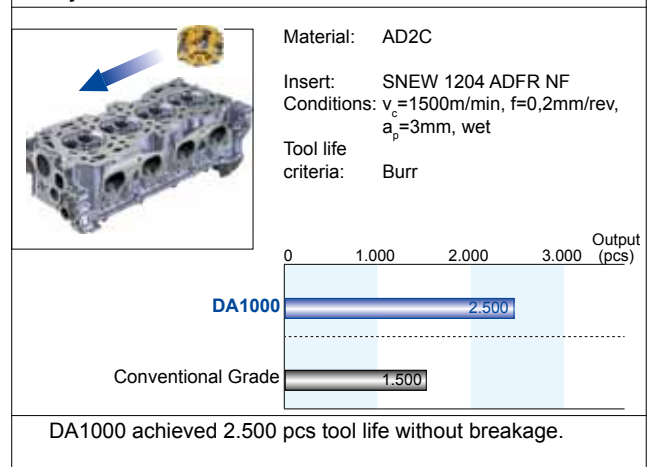 Material: AD2C
Insert: SNEW 1204 ADFR NF
Conditions: vc=1500m/min, f=0,2mm/rev,
ap=3mm, wet
Tool life
criteria: Burr
Output
0 1.000 2.000 3.000 (pcs)
DA1000 2.500
Conventional Grade 1.500
DA1000 achieved 2.500 pcs tool life without breakage.